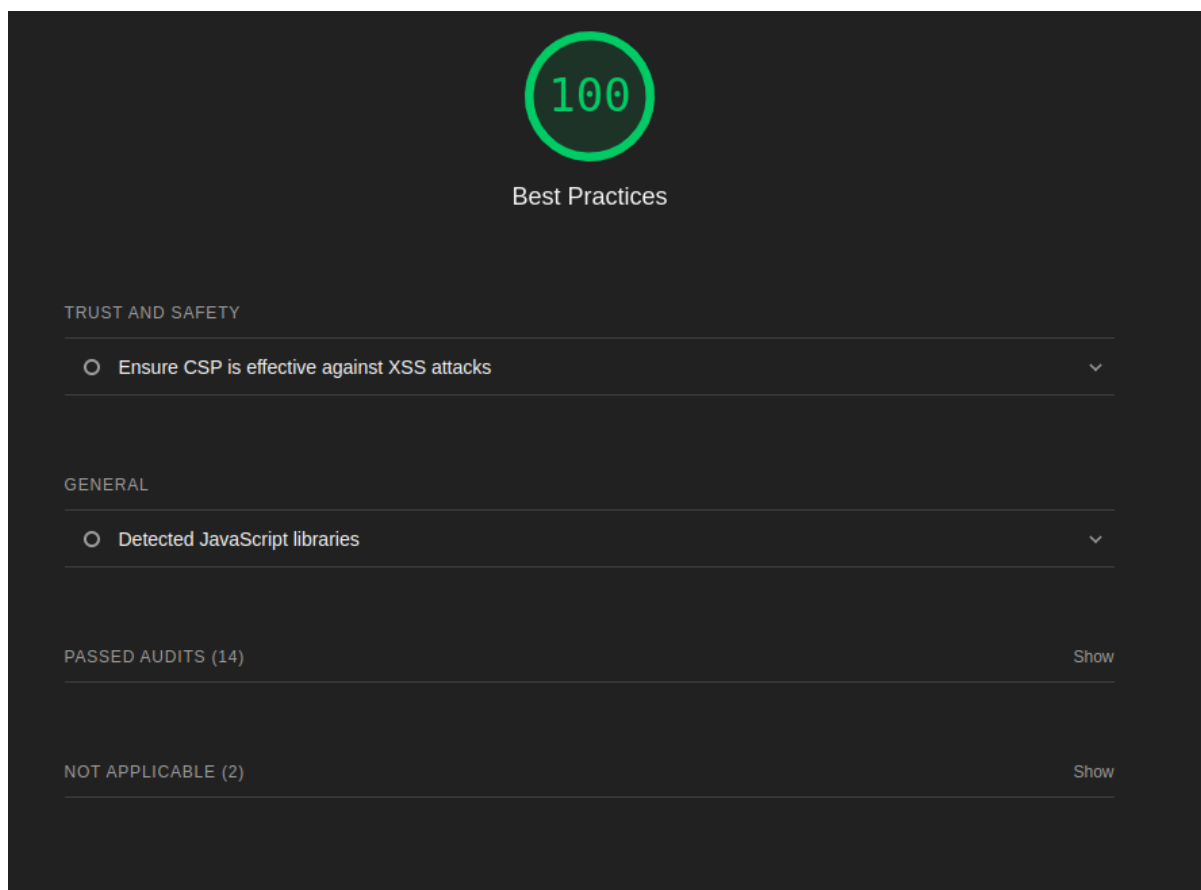 100
Best Practices
TRUST AND SAFETY
Ensure CSP is effective against XSS attacks
GENERAL
Detected JavaScript libraries
PASSED AUDITS (14) Show
NOT APPLICABLE (2) Show